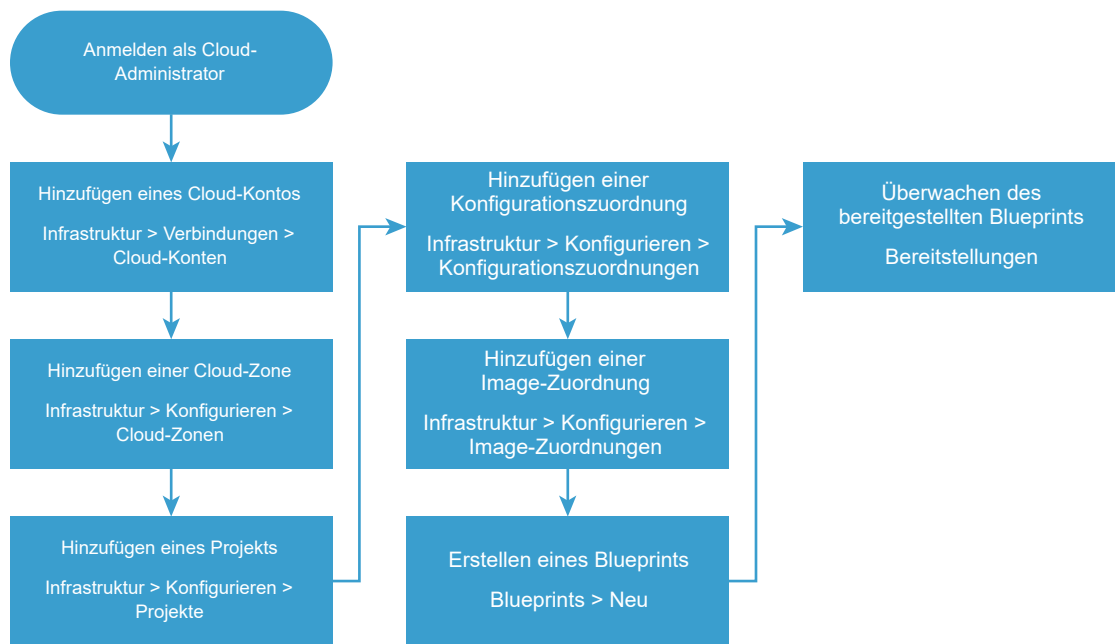 Anmelden als Cloud-
Administrator
Hinzufügen eines Cloud-Kontos
Infrastruktur > Verbindungen >
Cloud-Konten
Hinzufügen einer Cloud-Zone
Infrastruktur > Konfigurieren >
Cloud-Zonen
Hinzufügen eines Projekts
Infrastruktur > Konfigurieren >
Projekte
Hinzufügen einer
Konfigurationszuordnung
Infrastruktur > Konfigurieren >
Konfigurationszuordnungen
Hinzufügen einer
Image-Zuordnung
Infrastruktur > Konfigurieren >
Image-Zuordnungen
Erstellen eines Blueprints
Blueprints > Neu
Überwachen des
bereitgestellten Blueprints
Bereitstellungen